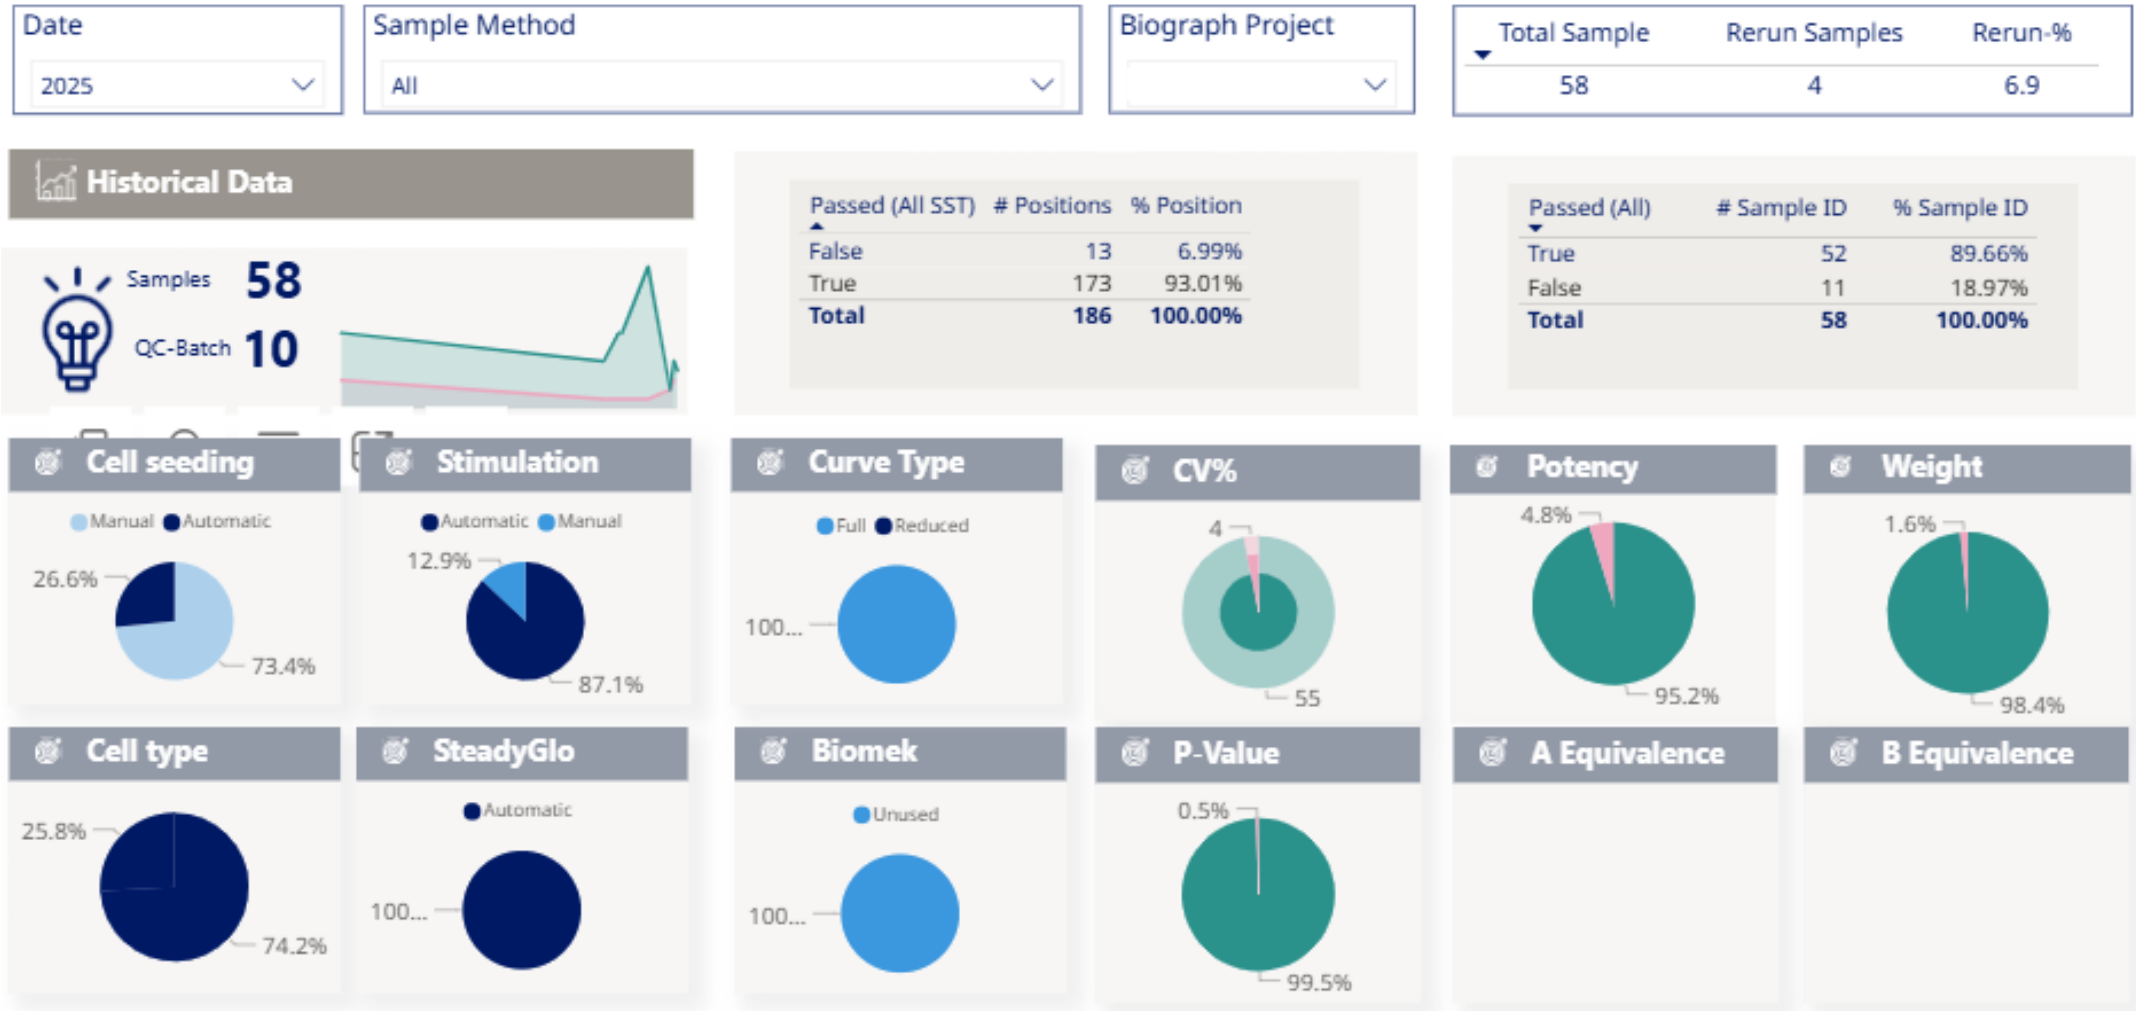 Date
2025
Sample Method
All
Biograph Project
Total Sample Rerun Samples Rerun-%
58 4 6.9
Historical Data
Samples 58
QC-Batch 10
Passed (All SST) # Positions % Position
False 13 6.99%
True 173 93.01%
Total 186 100.00%
Passed (All) # Sample ID % Sample ID
True 52 89.66%
False 11 18.97%
Total 58 100.00%
Cell seeding
Manual Automatic
26.6%
73.4%
Stimulation
Automatic Manual
12.9%
87.1%
Curve Type
Full Reduced
100...
CV%
4
55
Potency
4.8%
95.2%
Weight
1.6%
98.4%
Cell type
25.8%
74.2%
SteadyGlo
Automatic
100...
Biomek
Unused
100...
P-Value
0.5%
99.5%
A Equivalence
B Equivalence